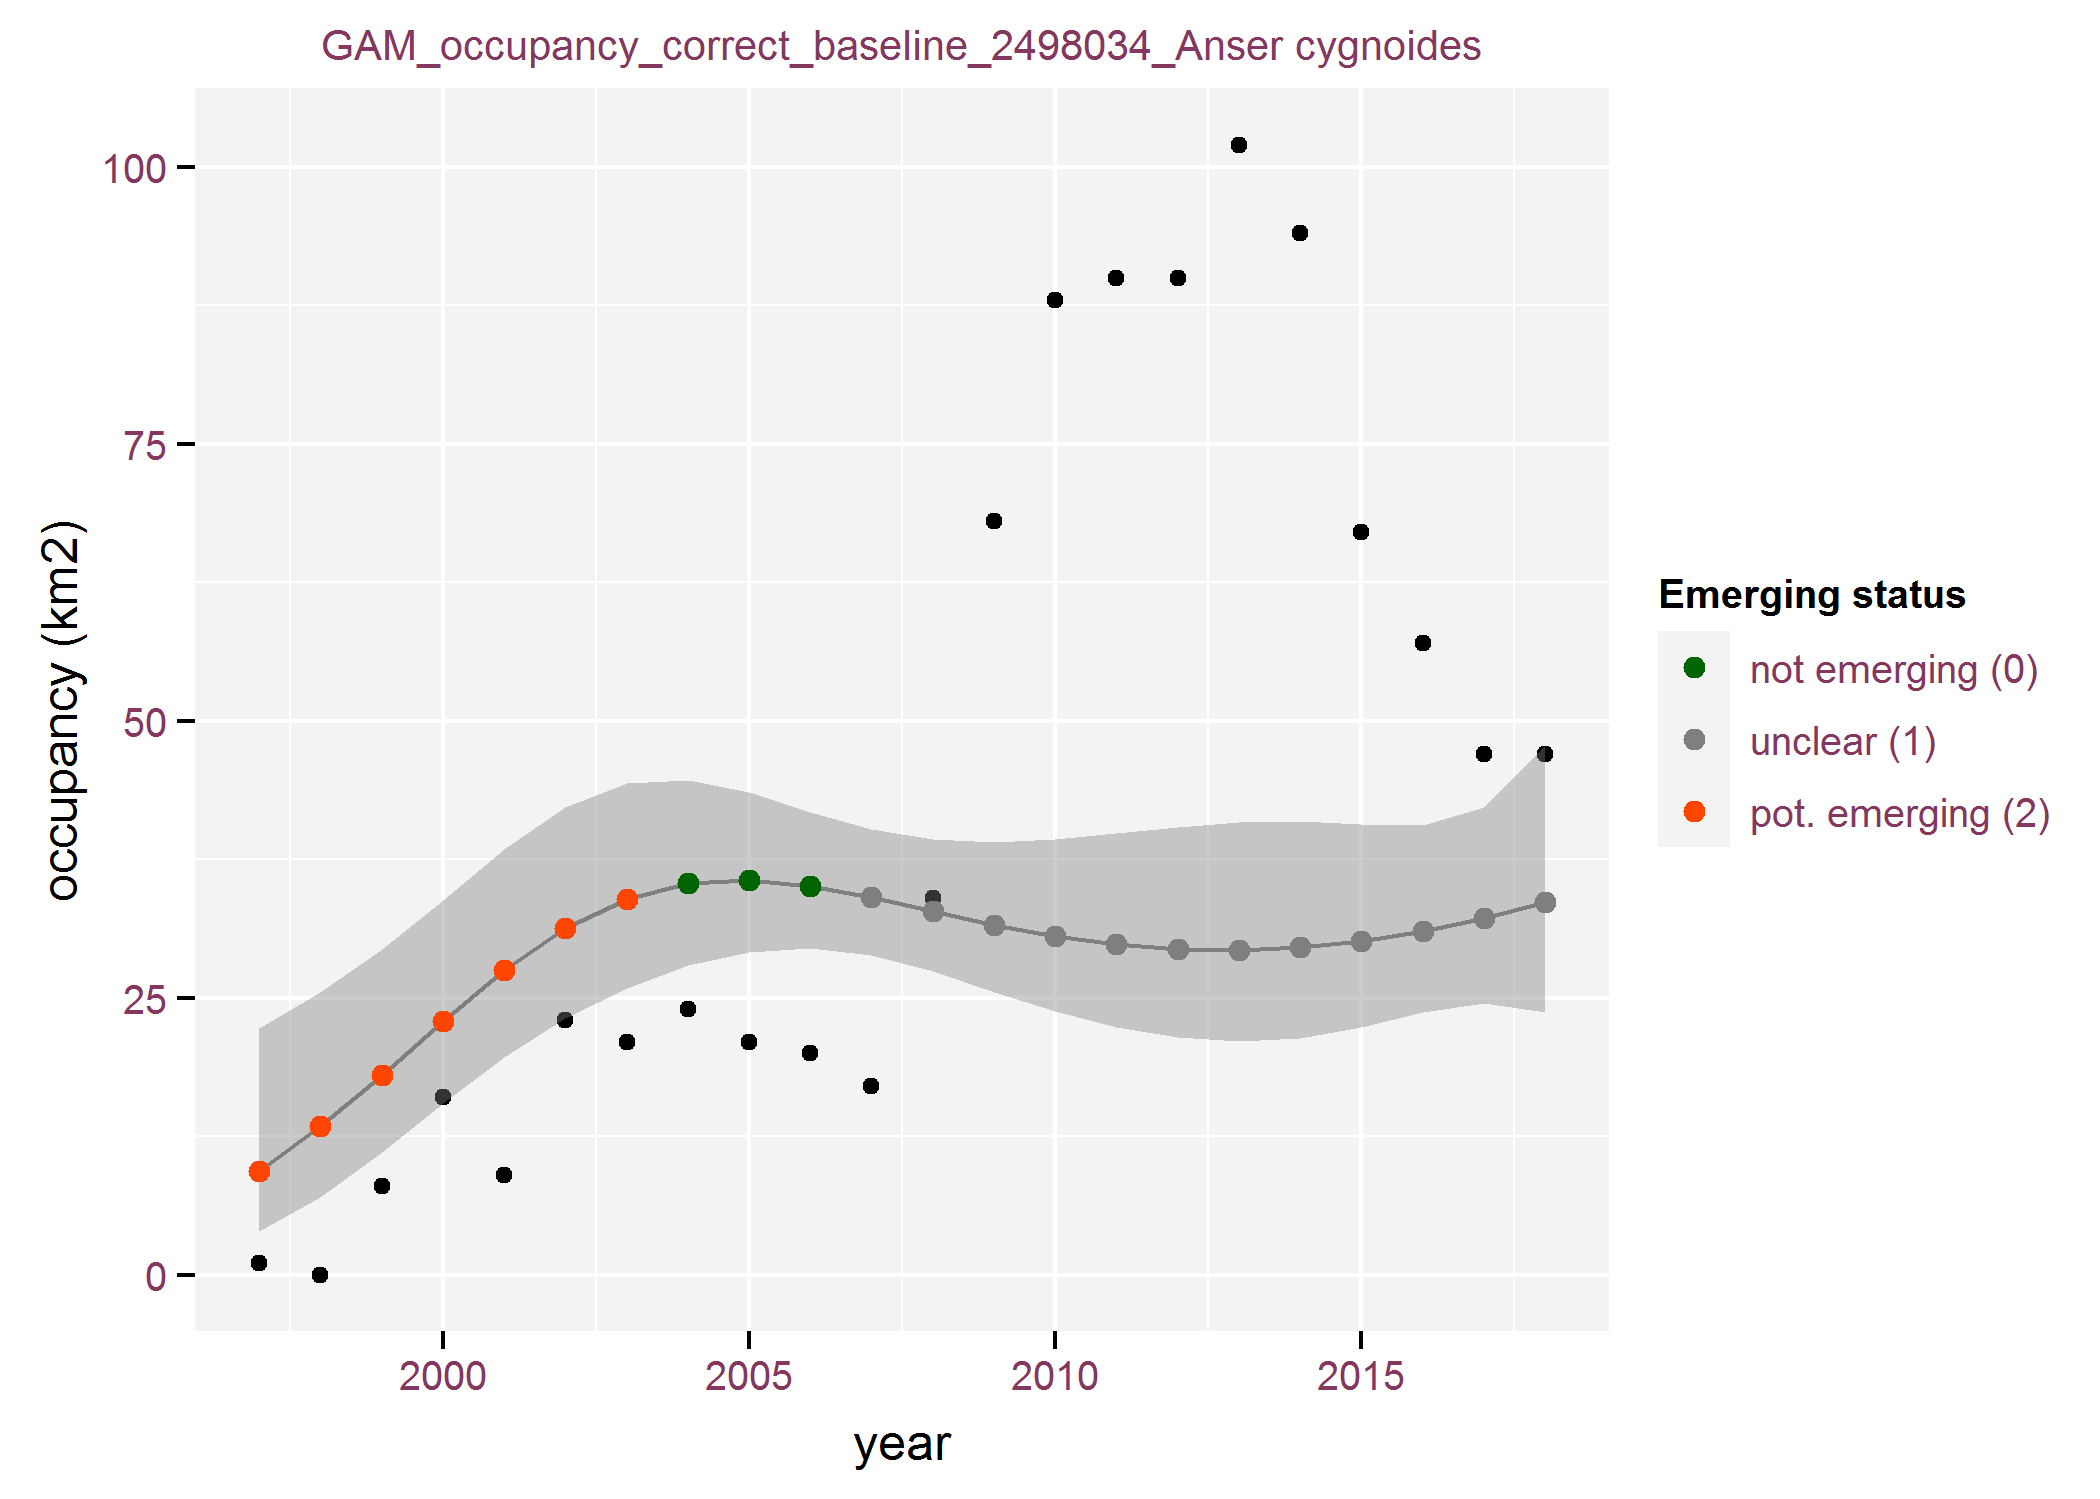 GAM_occupancy_correct_baseline_2498034_Anser cygnoides
100
75
50
25
0
occupancy (km2)
2000 2005 2010 2015
year
Emerging status
not emerging (0)
unclear (1)
pot. emerging (2)